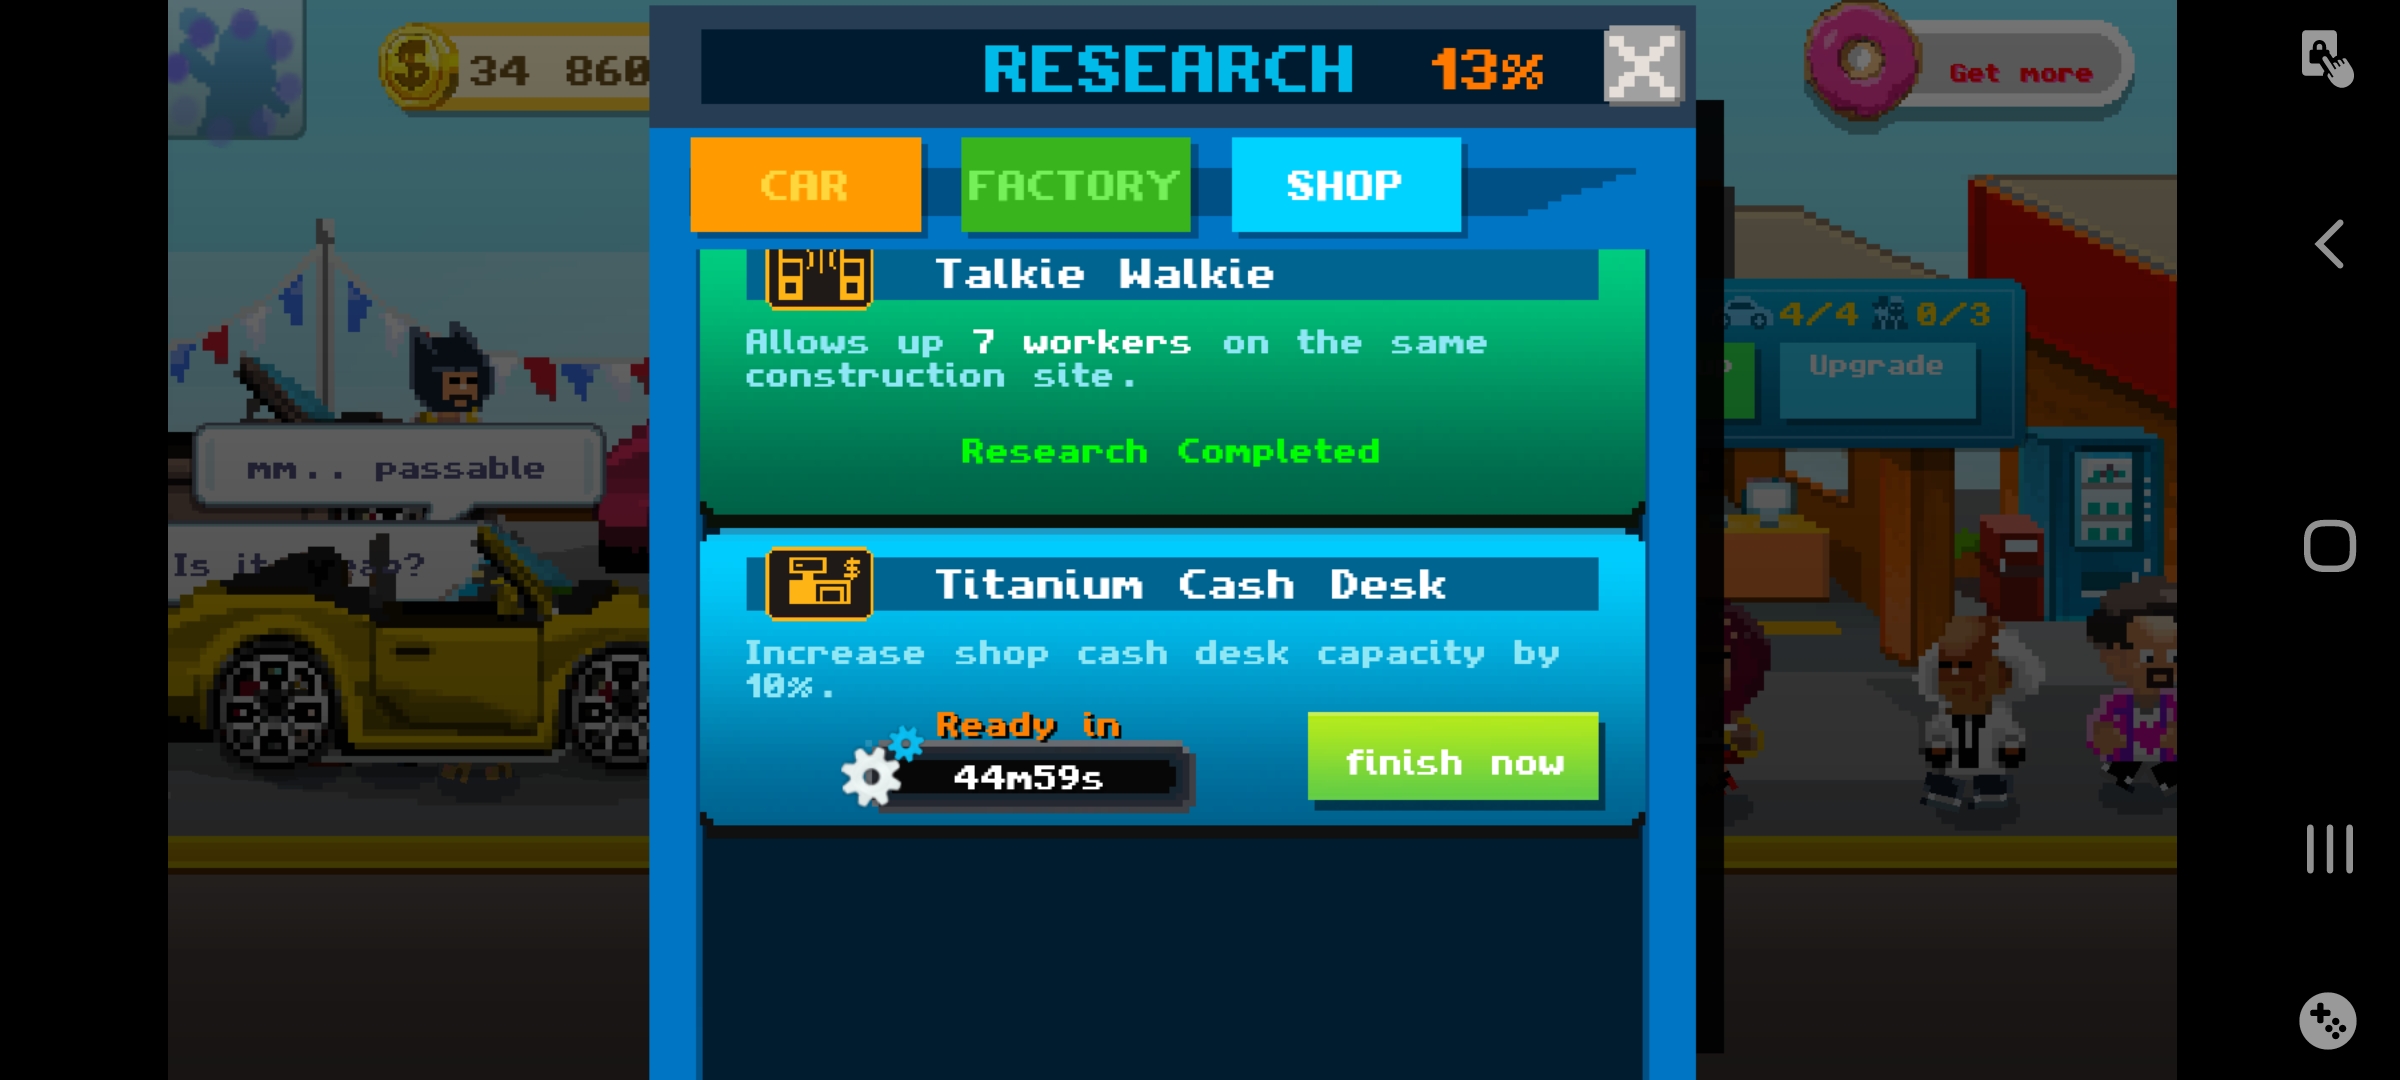 34 860
RESEARCH 13%
Get more
CAR FACTORY SHOP
Talkie Walkie
Allows up 7 workers on the same
construction site.
Research Completed
4/4 0/3
Upgrade
mm.. passable
Is it
Titanium Cash Desk
Increase shop cash desk capacity by
10%.
Ready in
44m59s
finish now